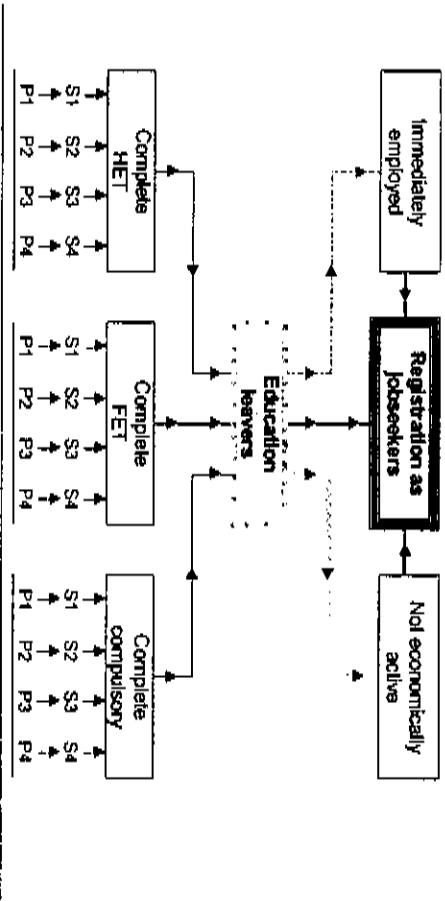 Immediately
employed
Registration as
jobseekers
Not economically
active
Education
leavers
Complete
HET
Complete
FET
Complete
compulsory
S1 S2 S3 S4 S1 S2 S3 S4 S1 S2 S3 S4
P1 P2 P3 P4 P1 P2 P3 P4 P1 P2 P3 P4